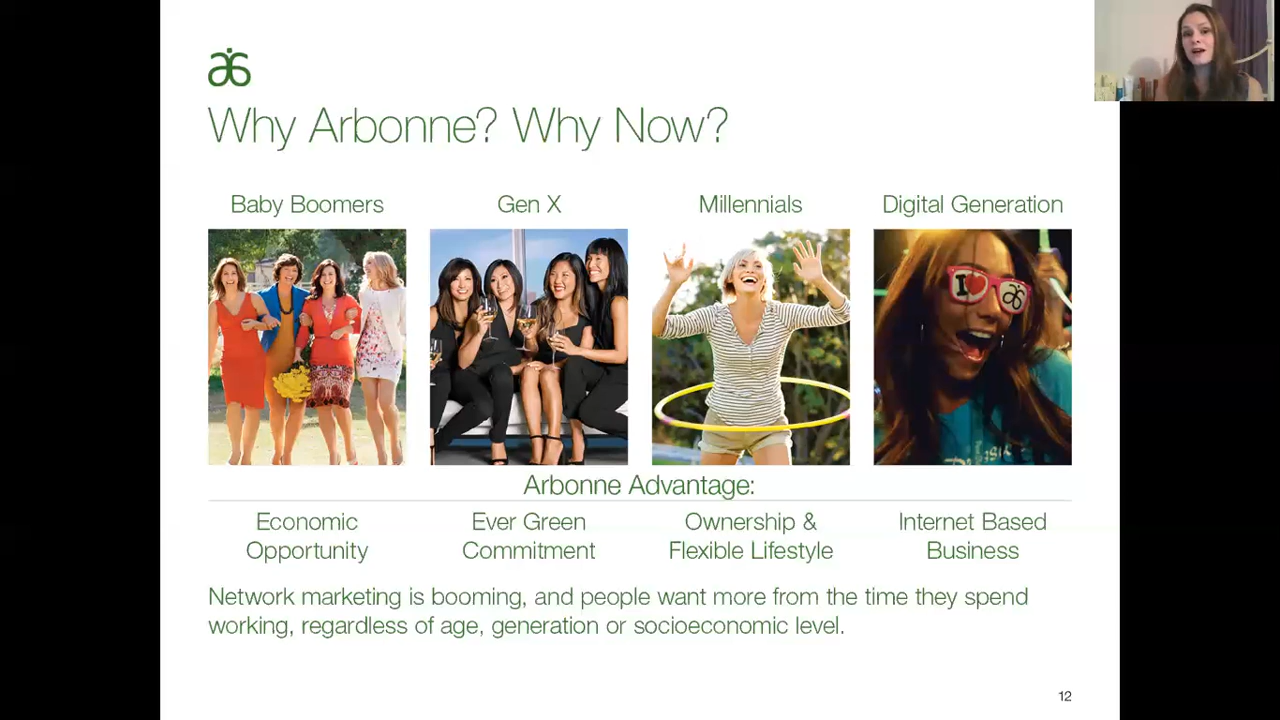 Why Arbonne? Why Now?
Baby Boomers
Gen X
Millennials
Digital Generation
I
Arbonne Advantage:
Economic
Opportunity
Ever Green
Commitment
Ownership &
Flexible Lifestyle
Internet Based
Business
Network marketing is booming, and people want more from the time they spend
working, regardless of age, generation or socioeconomic level.
12